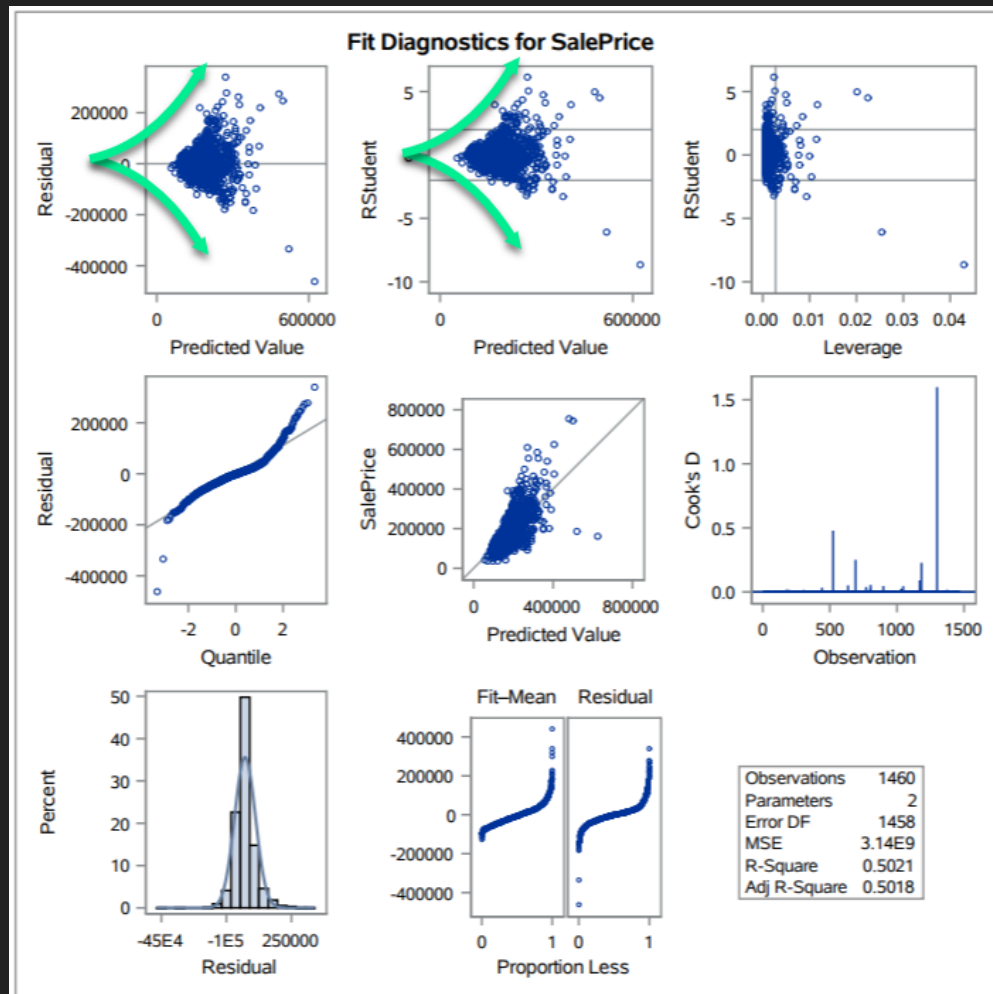 Fit Diagnostics for SalePrice
Residual
200000
0
-200000
-400000
0
600000
Predicted Value
RStudent
5
-5
-10
0
600000
Predicted Value
RStudent
5
0
-5
-10
0.00 0.01 0.02 0.03 0.04
Leverage
Residual
200000
0
-200000
-400000
-2 0 2
Quantile
SalePrice
800000
600000
400000
200000
0
0 400000 800000
Predicted Value
Cook's D
1.5
1.0
0.5
0.0
0 500 1000 1500
Observation
Percent
50
40
30
20
10
0
-45E4 -1E5 250000
Residual
Fit–Mean Residual
400000
200000
0
-200000
-400000
0 1 0 1
Proportion Less
Observations 1460
Parameters 2
Error DF 1458
MSE 3.14E9
R-Square 0.5021
Adj R-Square 0.5018